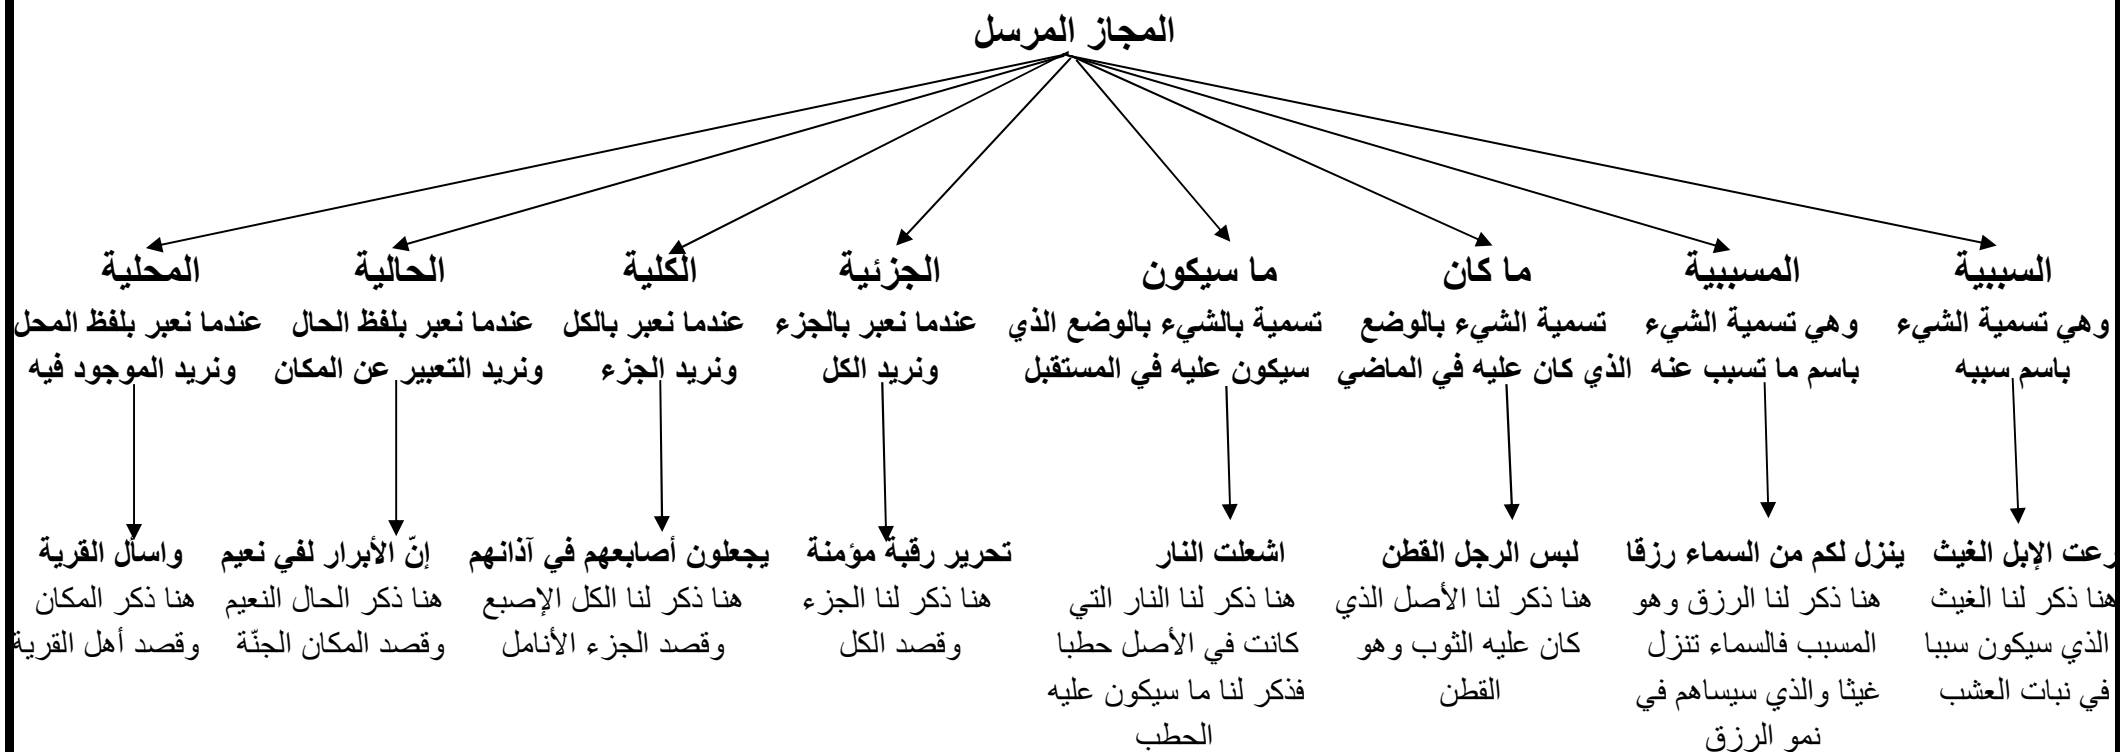 المجاز المرسل
السببية
وهي تسمية الشيء
باسم سببه
رعت الإبل الغيث
هنا ذكر لنا الغيث
الذي سيكون سببا
في نبات العشب
المسببية
وهي تسمية الشيء
باسم ما تسبب عنه
ينزل لكم من السماء رزقا
هنا ذكر لنا الرزق وهو
المسبب فالسماء تنزل
غيثا والذي سيساهم في
نمو الرزق
ما كان
تسمية الشيء بالوضع
الذي كان عليه في الماضي
لبس الرجل القطن
هنا ذكر لنا الأصل الذي
كان عليه الثوب وهو
القطن
ما سيكون
تسمية بالشيء بالوضع الذي
سيكون عليه في المستقبل
اشعلت النار
هنا ذكر لنا النار التي
كانت في الأصل حطبا
فذكر لنا ما سيكون عليه
الحطب
الجزئية
عندما نعبر بالجزء
ونريد الكل
تحرير رقبة مؤمنة
هنا ذكر لنا الجزء
وقصد الكل
الكلية
عندما نعبر بالكل
ونريد الجزء
يجعلون أصابعهم في آذانهم
هنا ذكر لنا الكل الإصبع
وقصد الجزء الأنامل
الحالية
عندما نعبر بلفظ الحال
ونريد التعبير عن المكان
إنّ الأبرار لفي نعيم
هنا ذكر الحال النعيم
وقصد المكان الجنّة
المحلية
عندما نعبر بلفظ المحل
ونريد الموجود فيه
واسأل القرية
هنا ذكر المكان
وقصد أهل القرية